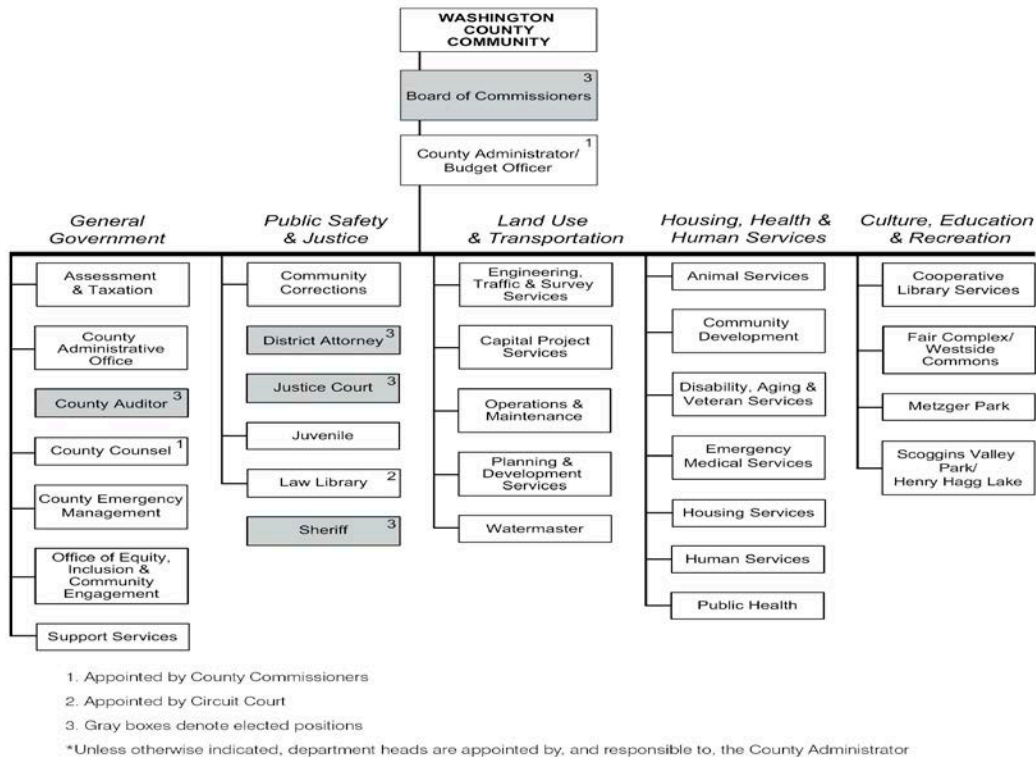 WASHINGTON
COUNTY
COMMUNITY
3
Board of Commissioners
1
County Administrator/
Budget Officer
General
Government
Assessment
& Taxation
County
Administrative
Office
3
County Auditor
1
County Counsel
County Emergency
Management
Office of Equity,
Inclusion &
Community
Engagement
Support Services
Public Safety
& Justice
Community
Corrections
3
District Attorney
3
Justice Court
Juvenile
2
Law Library
3
Sheriff
Land Use
& Transportation
Engineering,
Traffic & Survey
Services
Capital Project
Services
Operations &
Maintenance
Planning &
Development
Services
Watermaster
Housing, Health &
Human Services
Animal Services
Community
Development
Disability, Aging &
Veteran Services
Emergency
Medical Services
Housing Services
Human Services
Public Health
Culture, Education
& Recreation
Cooperative
Library Services
Fair Complex/
Westside
Commons
Metzger Park
Scoggins Valley
Park/
Henry Hagg Lake
1. Appointed by County Commissioners
2. Appointed by Circuit Court
3. Gray boxes denote elected positions
*Unless otherwise indicated, department heads are appointed by, and responsible to, the County Administrator